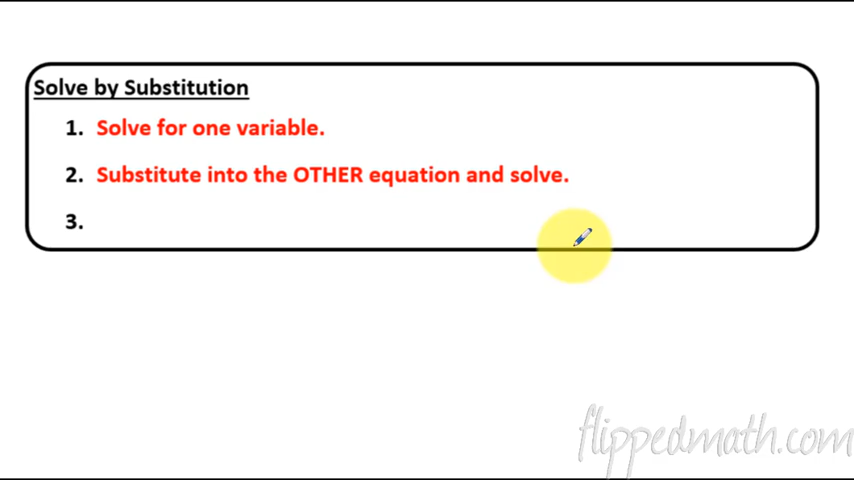 Solve by Substitution
1. Solve for one variable.
2. Substitute into the OTHER equation and solve.
3.
flippedmath.com